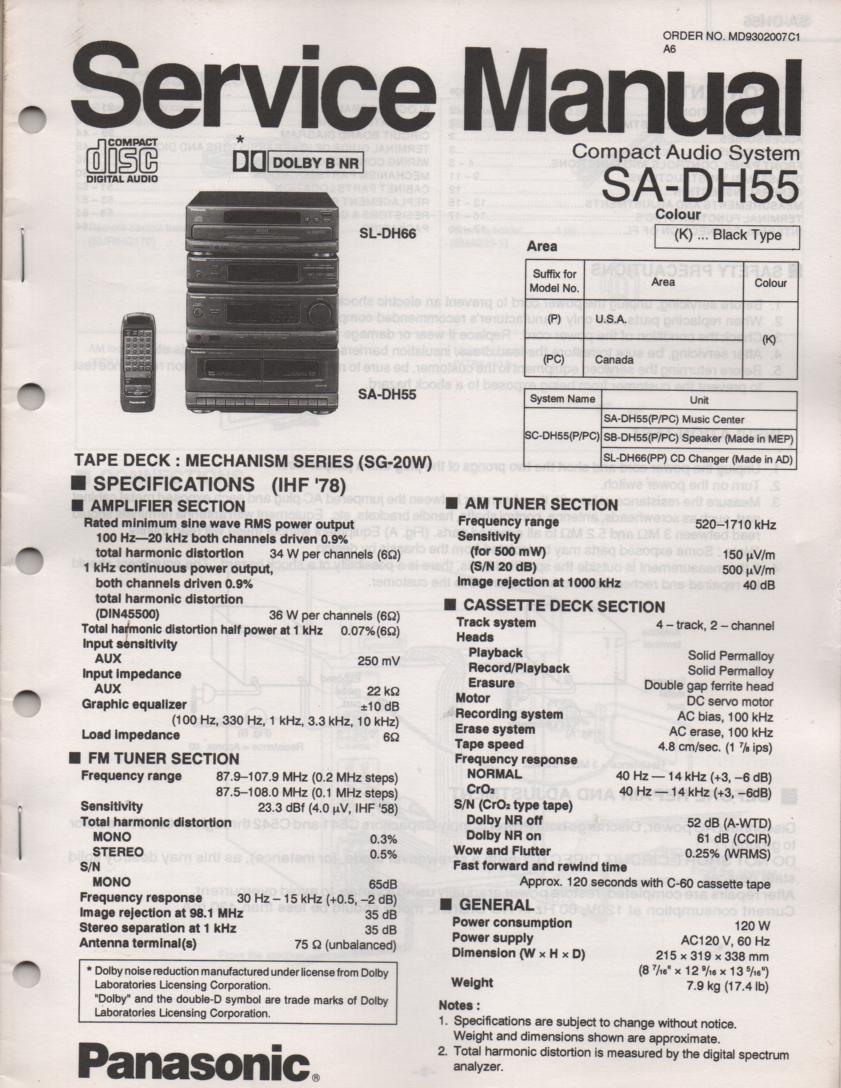 ORDER NO. MD9302007C1
A6
Service Manual
COMPACT
disc
DIGITAL AUDIO
*
DOLBY B NR
Compact Audio System
SA-DH55
Colour
(K) ... Black Type
SL-DH66
SA-DH55
Panasonic
Area
Suffix for Model No. Area Colour
(P) U.S.A. (K)
(PC) Canada
System Name Unit
SC-DH55(P/PC) SA-DH55(P/PC) Music Center
SB-DH55(P/PC) Speaker (Made in MEP)
SL-DH66(PP) CD Changer (Made in AD)
TAPE DECK : MECHANISM SERIES (SG-20W)
■ SPECIFICATIONS (IHF '78)
■ AMPLIFIER SECTION
Rated minimum sine wave RMS power output
100 Hz—20 kHz both channels driven 0.9%
total harmonic distortion 34 W per channels (6Ω)
1 kHz continuous power output,
both channels driven 0.9%
total harmonic distortion
(DIN45500) 36 W per channels (6Ω)
Total harmonic distortion half power at 1 kHz 0.07%(6Ω)
Input sensitivity
AUX 250 mV
Input impedance
AUX 22 kΩ
Graphic equalizer ±10 dB
(100 Hz, 330 Hz, 1 kHz, 3.3 kHz, 10 kHz)
Load impedance 6Ω
■ FM TUNER SECTION
Frequency range 87.9–107.9 MHz (0.2 MHz steps)
87.5–108.0 MHz (0.1 MHz steps)
Sensitivity 23.3 dBf (4.0 μV, IHF '58)
Total harmonic distortion
MONO 0.3%
STEREO 0.5%
S/N
MONO 65dB
Frequency response 30 Hz – 15 kHz (+0.5, –2 dB)
Image rejection at 98.1 MHz 35 dB
Stereo separation at 1 kHz 35 dB
Antenna terminal(s) 75 Ω (unbalanced)
* Dolby noise reduction manufactured under license from Dolby
Laboratories Licensing Corporation.
"Dolby" and the double-D symbol are trade marks of Dolby
Laboratories Licensing Corporation.
Panasonic®
■ AM TUNER SECTION
Frequency range 520–1710 kHz
Sensitivity
(for 500 mW) 150 μV/m
(S/N 20 dB) 500 μV/m
Image rejection at 1000 kHz 40 dB
■ CASSETTE DECK SECTION
Track system 4 – track, 2 – channel
Heads
Playback Solid Permalloy
Record/Playback Solid Permalloy
Erasure Double gap ferrite head
Motor DC servo motor
Recording system AC bias, 100 kHz
Erase system AC erase, 100 kHz
Tape speed 4.8 cm/sec. (1 7/8 ips)
Frequency response
NORMAL 40 Hz — 14 kHz (+3, –6 dB)
CrO₂ 40 Hz — 14 kHz (+3, –6dB)
S/N (CrO₂ type tape)
Dolby NR off 52 dB (A-WTD)
Dolby NR on 61 dB (CCIR)
Wow and Flutter 0.25% (WRMS)
Fast forward and rewind time
Approx. 120 seconds with C-60 cassette tape
■ GENERAL
Power consumption 120 W
Power supply AC120 V, 60 Hz
Dimension (W × H × D) 215 × 319 × 338 mm
(8 7/16" × 12 9/16 × 13 5/16")
Weight 7.9 kg (17.4 lb)
Notes :
1. Specifications are subject to change without notice.
Weight and dimensions shown are approximate.
2. Total harmonic distortion is measured by the digital spectrum
analyzer.